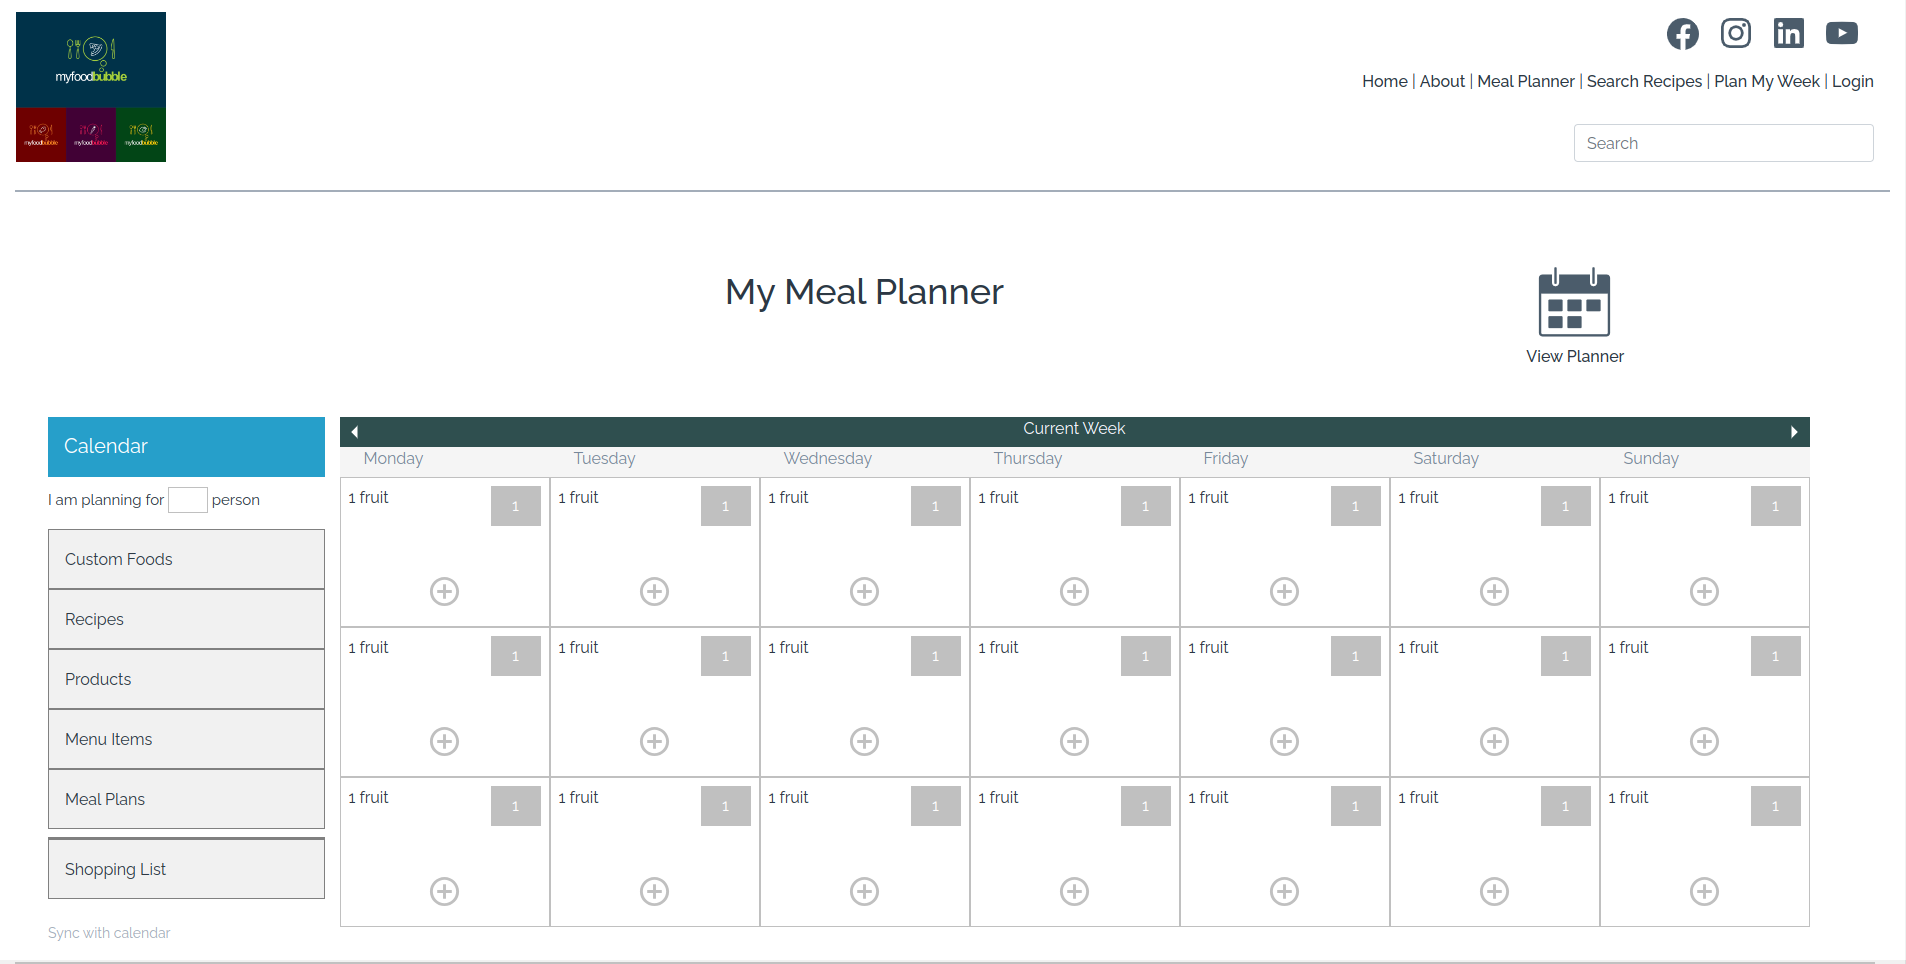 myfoodbubble
myfoodbubble
myfoodbubble
myfoodbubble
Home | About | Meal Planner | Search Recipes | Plan My Week | Login
Search
My Meal Planner
View Planner
Calendar
I am planning for person
Custom Foods
Recipes
Products
Menu Items
Meal Plans
Shopping List
Sync with calendar
Current Week
Monday Tuesday Wednesday Thursday Friday Saturday Sunday
1 fruit 1 1 fruit 1 1 fruit 1 1 fruit 1 1 fruit 1 1 fruit 1 1 fruit 1
1 fruit 1 1 fruit 1 1 fruit 1 1 fruit 1 1 fruit 1 1 fruit 1 1 fruit 1
1 fruit 1 1 fruit 1 1 fruit 1 1 fruit 1 1 fruit 1 1 fruit 1 1 fruit 1